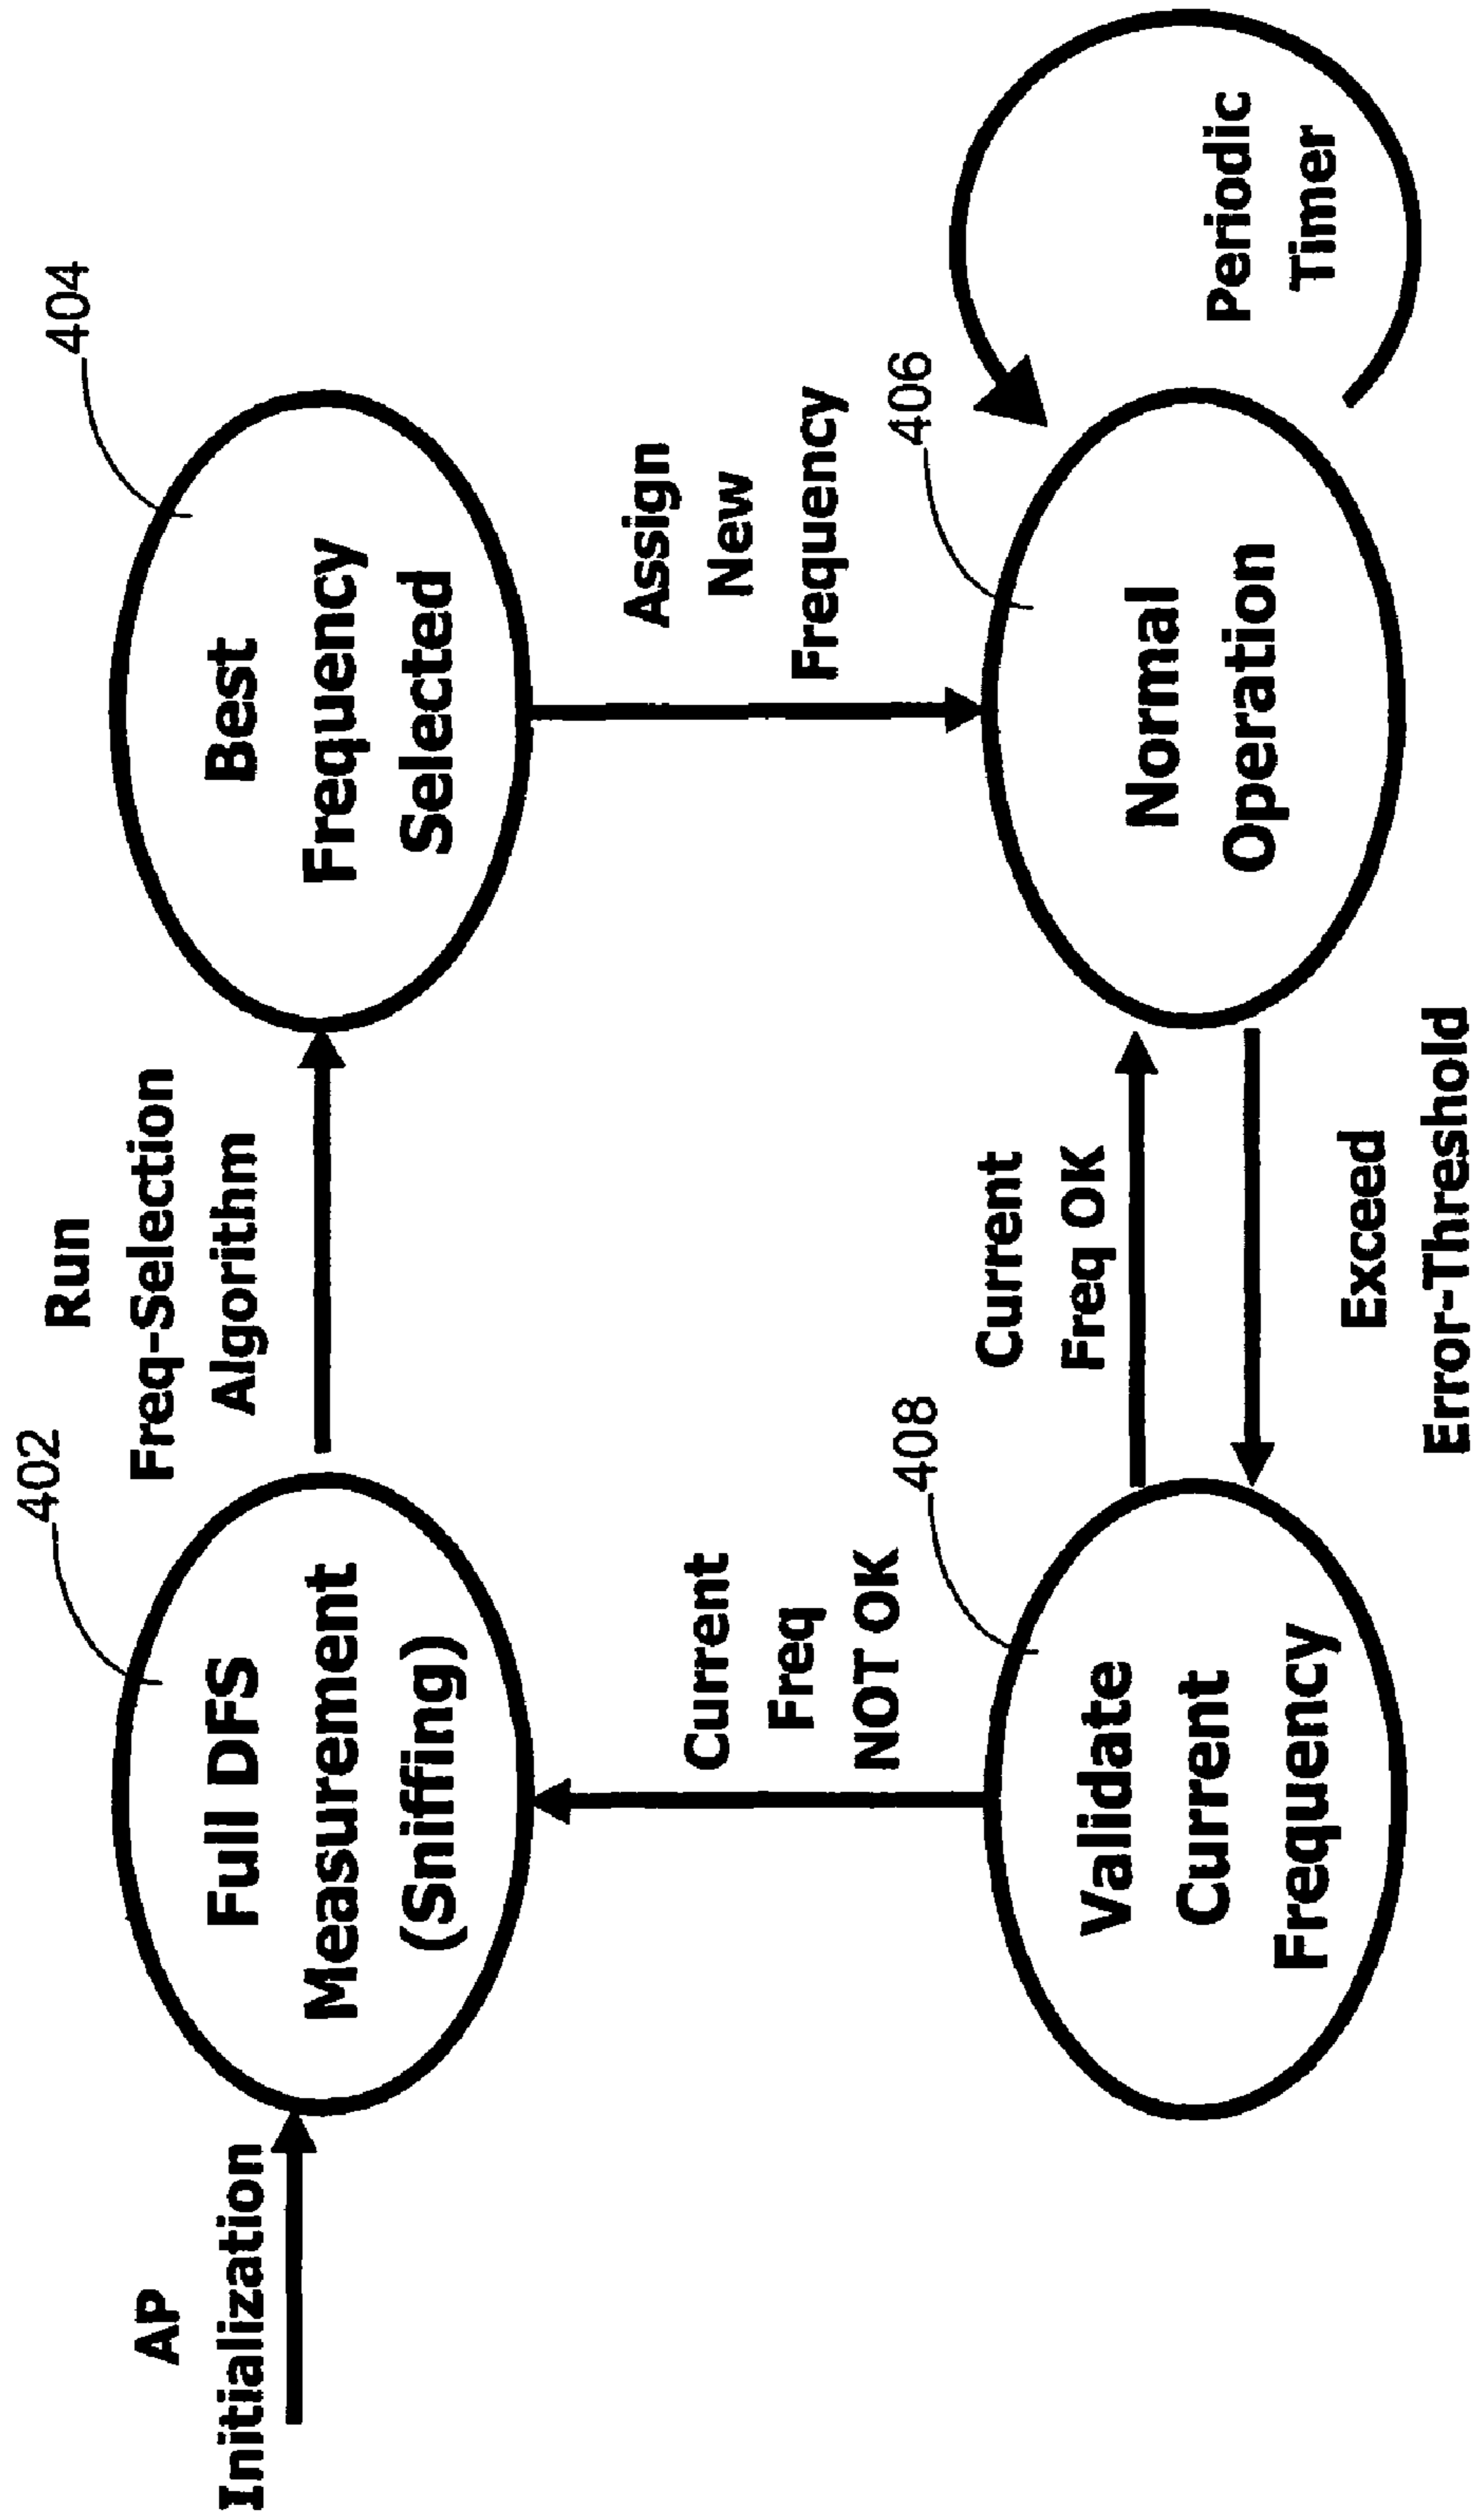 AP
Initialization
402
Full DFS
Measurement
(Sniffing)
Run
Freq-selection
Algorithm
404
Best
Frequency
Selected
Current
Freq
NOT OK
Assign
New
Frequency
408
Validate
Current
Frequency
Current
Freq OK
Exceed
Error-Threshold
406
Normal
Operation
Periodic
Timer